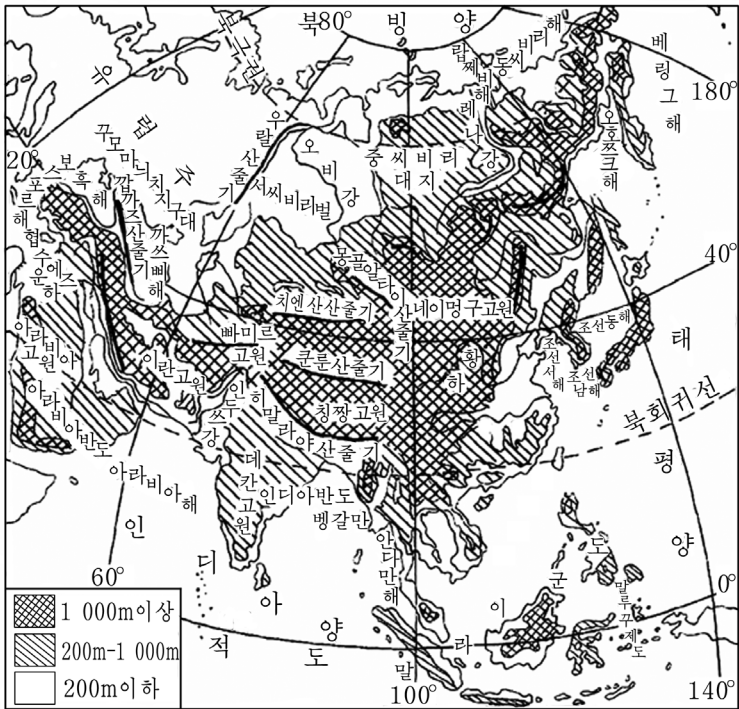 북빙양
80°
북극권
랍쩨브해
동씨비리해
베링그해
180°
유럽주
우랄산줄기
오비강
서씨비리벌
중씨비리
대지
레나강
오호쯔크해
20°
보스포르해협
흑해
꾸모마늬치저지대
깝까즈산줄기
까쓰삐해
수에즈운하
몽골알타이산줄기
네이멍구고원
40°
치엔산산줄기
빠미르
고원
쿤룬산줄기
칭짱고원
황하
조선동해
조선서해
조선남해
태평양
북회귀선
아라비아
고원
아라비아반도
이란고원
인두쓰강
히말라야산줄기
데칸고원
인디아반도
벵갈만
안다만해
아라비아해
인디아양
60°
적도
말라이군도
말루꾸제도
0°
100°
140°
1 000m이상
200m-1 000m
200m이하